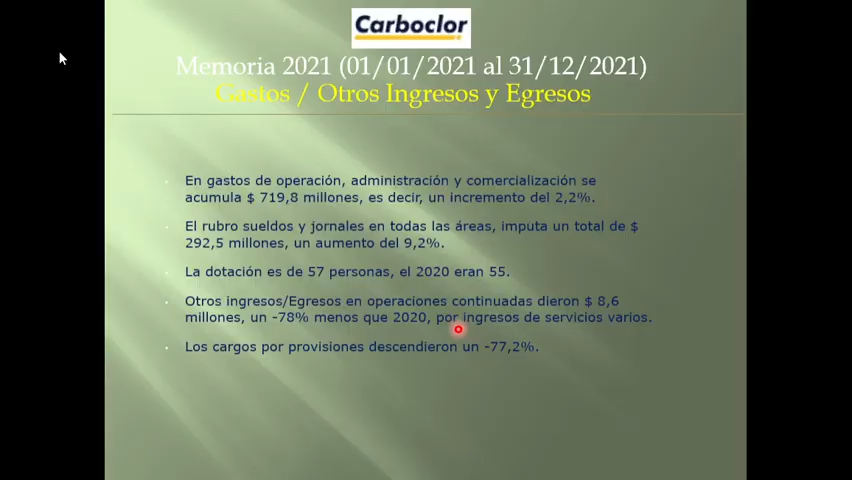 Carboclor
Memoria 2021 (01/01/2021 al 31/12/2021)
Gastos / Otros Ingresos y Egresos
En gastos de operación, administración y comercialización se
acumula $ 719,8 millones, es decir, un incremento del 2,2%.
El rubro sueldos y jornales en todas las áreas, imputa un total de $
292,5 millones, un aumento del 9,2%.
La dotación es de 57 personas, el 2020 eran 55.
Otros ingresos/Egresos en operaciones continuadas dieron $ 8,6
millones, un -78% menos que 2020, por ingresos de servicios varios.
Los cargos por provisiones descendieron un -77,2%.